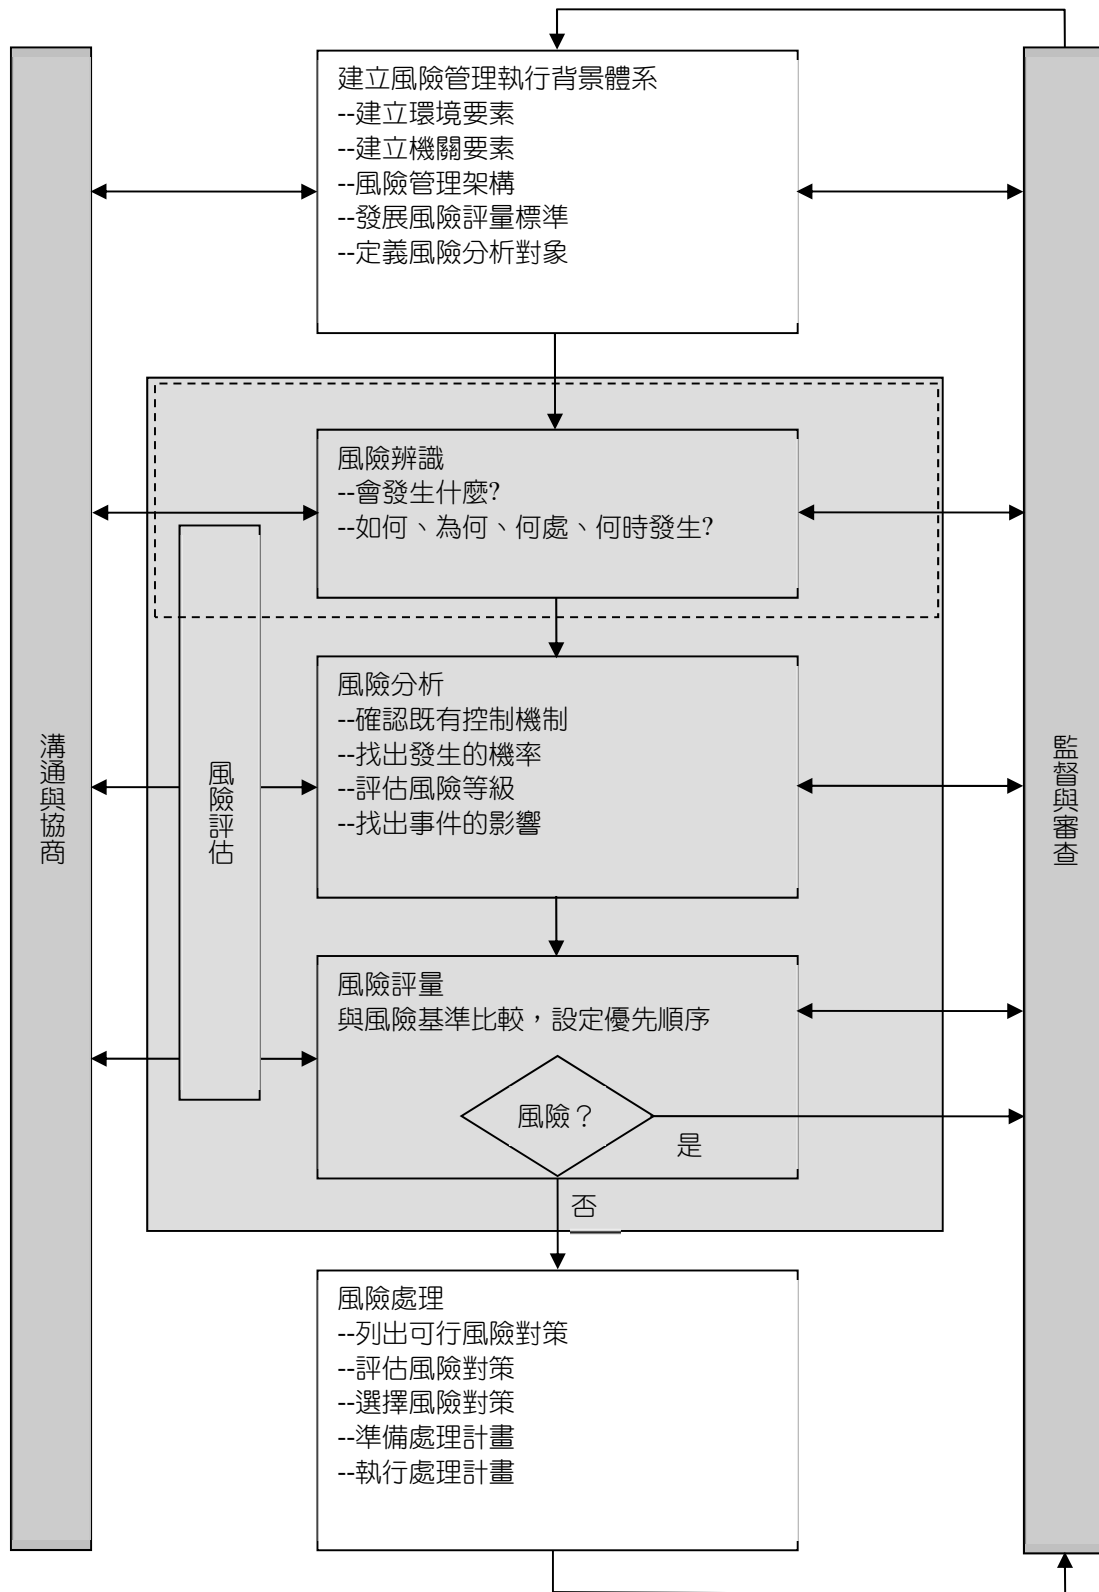 建立風險管理執行背景體系
--建立環境要素
--建立機關要素
--風險管理架構
--發展風險評量標準
--定義風險分析對象
風險辨識
--會發生什麼?
--如何、為何、何處、何時發生?
風險分析
--確認既有控制機制
--找出發生的機率
--評估風險等級
--找出事件的影響
溝通與協商
風險評估
監督與審查
風險評量
與風險基準比較，設定優先順序
風險？
是
否
風險處理
--列出可行風險對策
--評估風險對策
--選擇風險對策
--準備處理計畫
--執行處理計畫